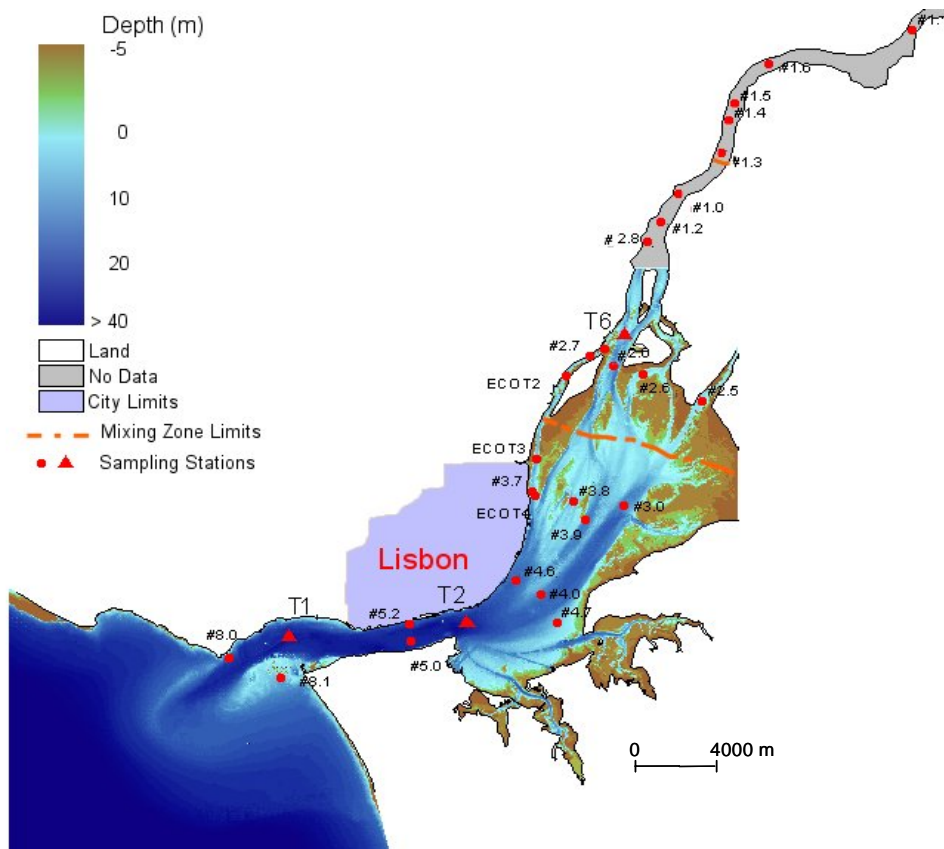 Depth (m)
-5
0
10
20
> 40
Land
No Data
City Limits
Mixing Zone Limits
Sampling Stations
#1.6
#1.5
#1.4
#1.3
#1.0
#1.2
# 2.8
T6
#2.7
#2.0
ECOT2
#2.6
#2.5
ECOT3
#3.7
#3.8
#3.0
ECOT4
#3.9
Lisbon
#4.6
#4.0
T1
T2
#5.2
#4.7
#8.0
#5.0
#8.1
0 4000 m